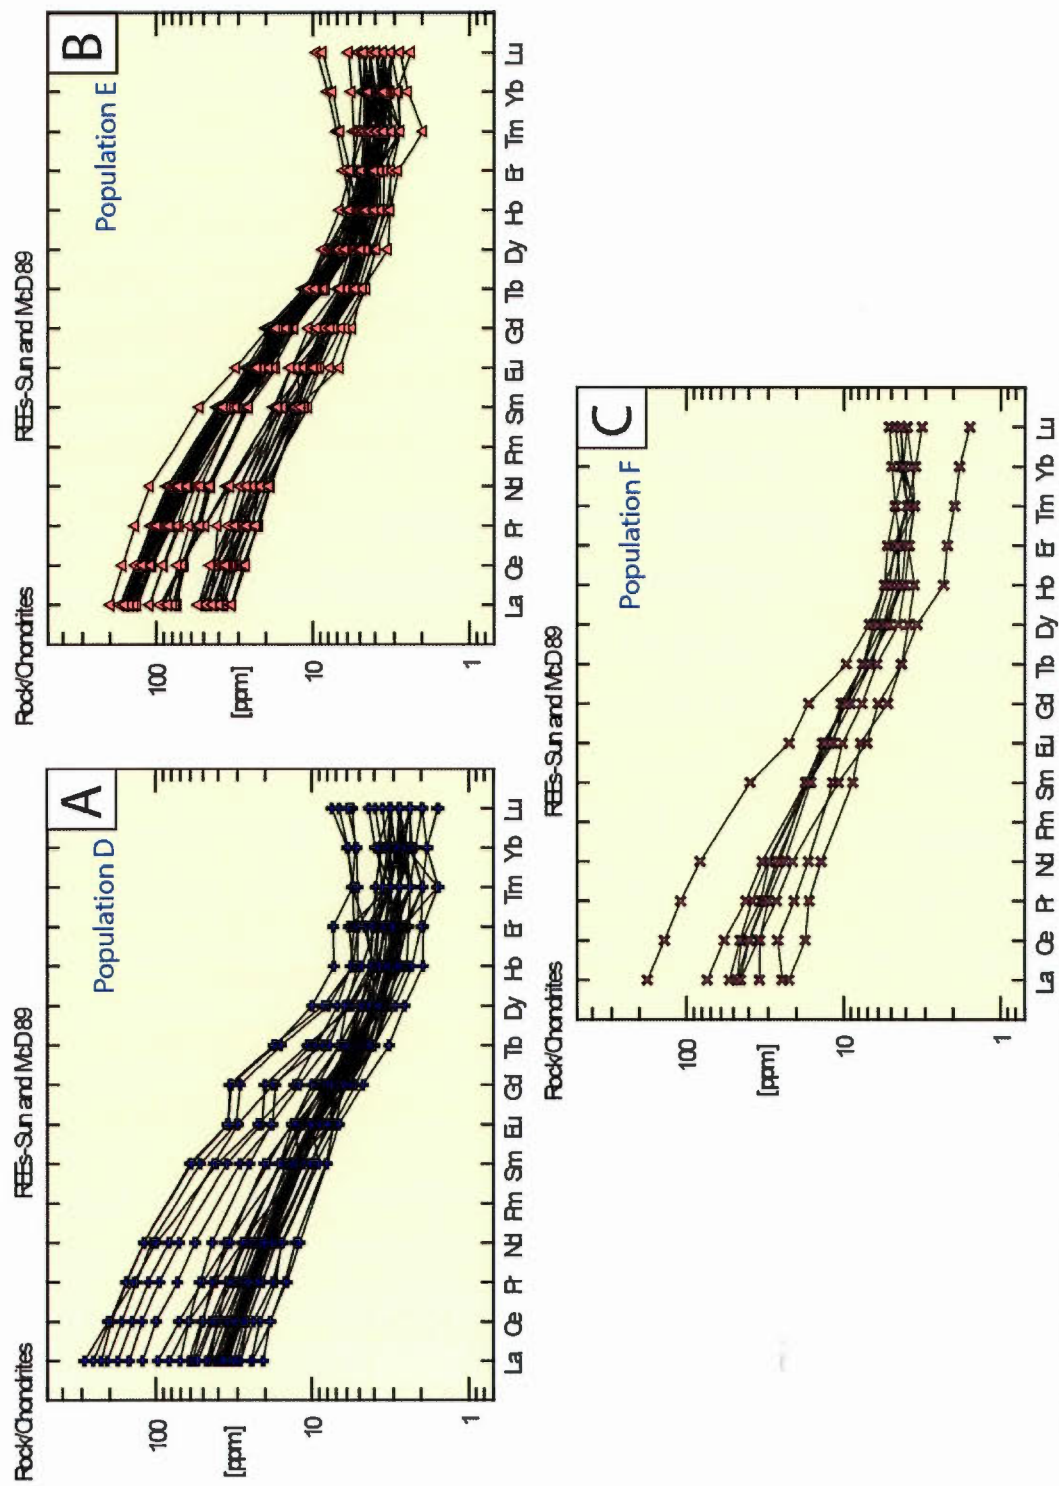 Rock/Chondrites
REEs-Sun and McD89
A
Population D
100
10
1
[ppm]
La Ce Pr Nd Pm Sm Eu Gd Tb Dy Ho Er Tm Yb Lu
Rock/Chondrites
REEs-Sun and McD89
B
Population E
100
10
1
[ppm]
La Ce Pr Nd Pm Sm Eu Gd Tb Dy Ho Er Tm Yb Lu
Rock/Chondrites
REEs-Sun and McD89
C
Population F
100
10
1
[ppm]
La Ce Pr Nd Pm Sm Eu Gd Tb Dy Ho Er Tm Yb Lu